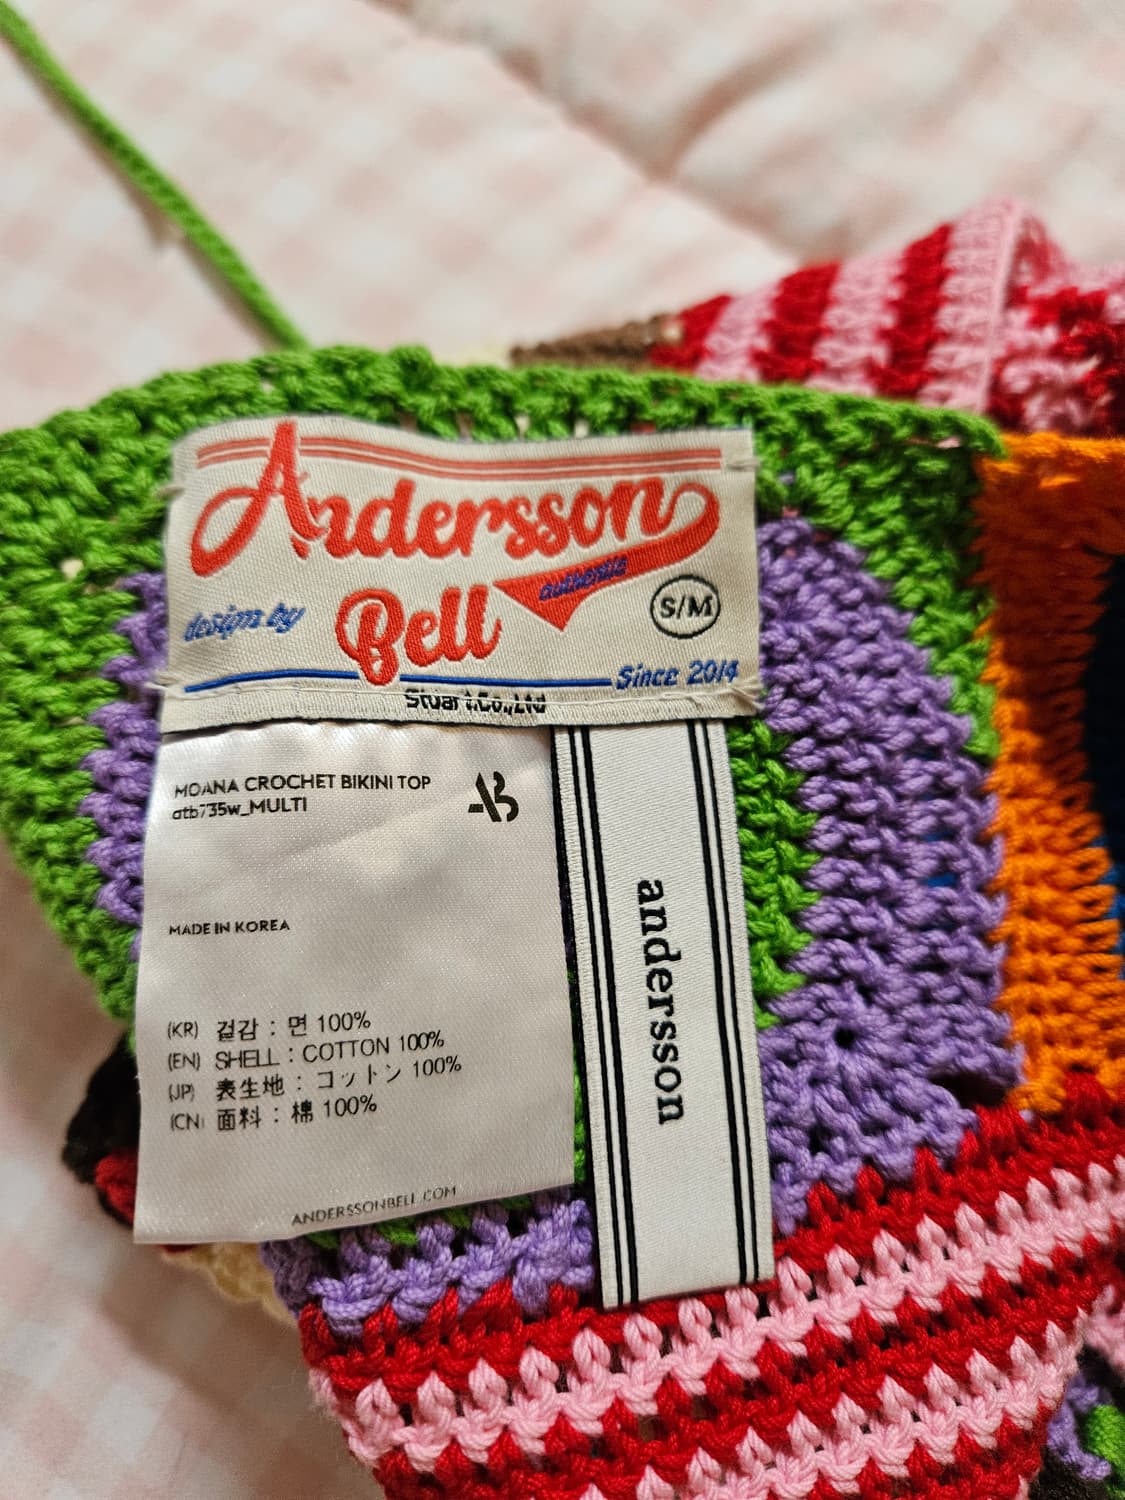 Andersson
authentic
design by Bell S/M
Since 2014
Stuart.Co.,Ltd
MOANA CROCHET BIKINI TOP
atb735w_MULTI
AB
MADE IN KOREA
(KR) 겉감 : 면 100%
(EN) SHELL : COTTON 100%
(JP) 表生地 : コットン 100%
(CN) 面料 : 棉 100%
ANDERSSONBELL.COM
andersson